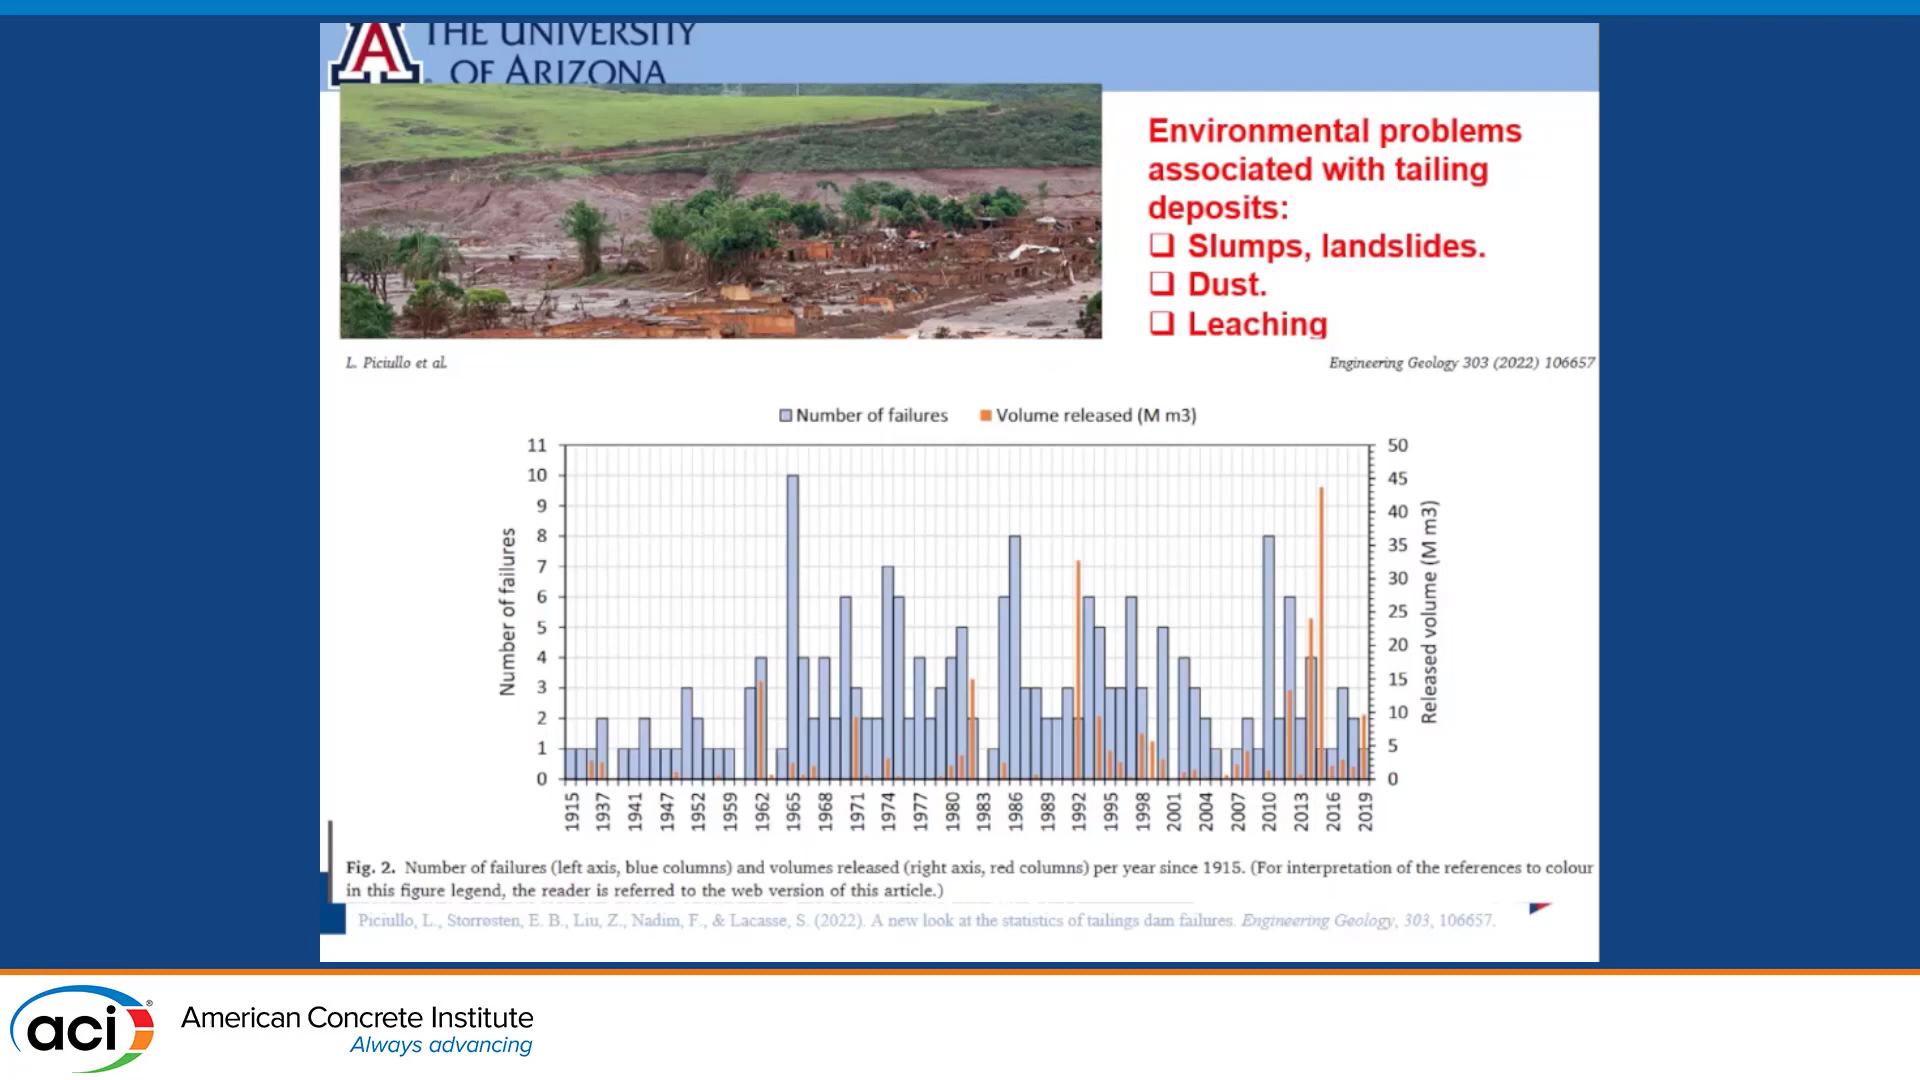 THE UNIVERSITY
OF ARIZONA
Environmental problems
associated with tailing
deposits:
❑ Slumps, landslides.
❑ Dust.
❑ Leaching
L. Piciullo et al.
Engineering Geology 303 (2022) 106657
Number of failures
Volume released (M m3)
11
10
9
8
7
6
5
4
3
2
1
0
Number of failures
50
45
40
35
30
25
20
15
10
5
0
Released volume (M m3)
1915
1937
1941
1947
1952
1959
1962
1965
1968
1971
1974
1977
1980
1983
1986
1989
1992
1995
1998
2001
2004
2007
2010
2013
2016
2019
Fig. 2. Number of failures (left axis, blue columns) and volumes released (right axis, red columns) per year since 1915. (For interpretation of the references to colour
in this figure legend, the reader is referred to the web version of this article.)
Piciullo, L., Storrøsten, E. B., Liu, Z., Nadim, F., & Lacasse, S. (2022). A new look at the statistics of tailings dam failures. Engineering Geology, 303, 106657.
aci®
American Concrete Institute
Always advancing